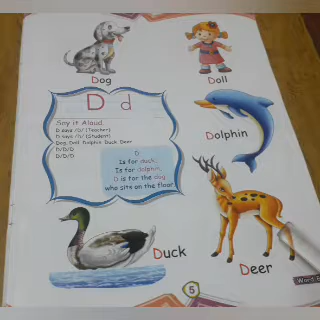 Dog
Doll
D d
Say it Aloud.
D says /D/ (Teacher)
D says /D/ (Student)
Dog Doll Dolphin Duck Deer
D/D/D
D/D/D
D
Is for duck,
Is for dolphin,
D is for the dog
who sits on the floor.
Dolphin
Duck
Deer
5